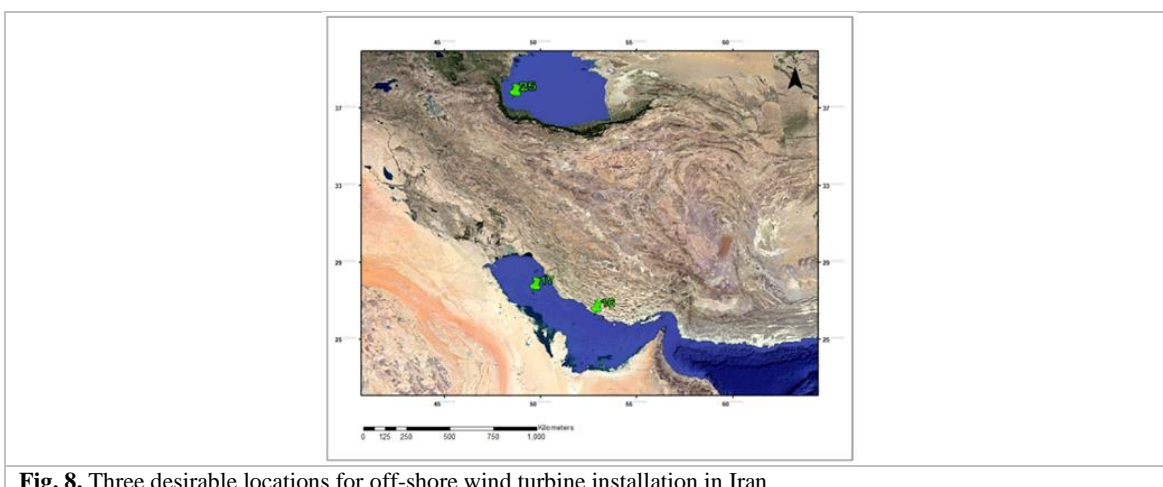 45 50 55 60
25
37 37
33 33
29 29
17
16
25 25
45 50 55 60
Kilometers
0 125 250 500 750 1,000
Fig. 8. Three desirable locations for off-shore wind turbine installation in Iran